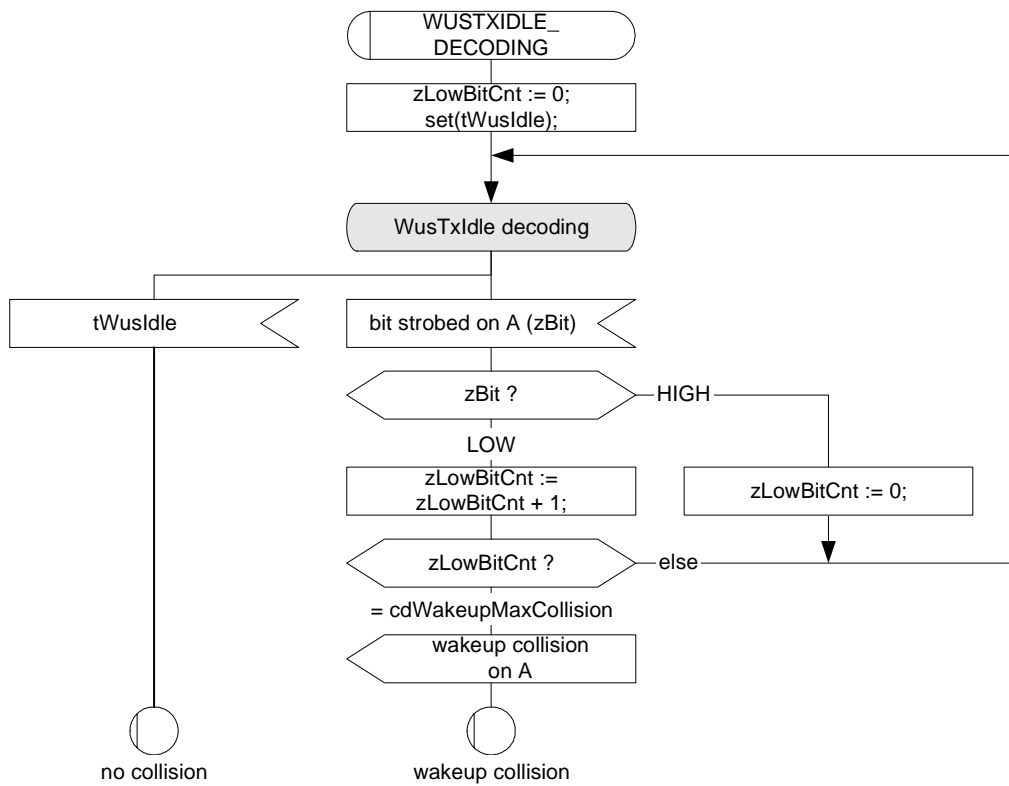 WUSTXIDLE_
DECODING
zLowBitCnt := 0;
set(tWusIdle);
WusTxIdle decoding
tWusIdle
bit strobed on A (zBit)
zBit ?
HIGH
LOW
zLowBitCnt :=
zLowBitCnt + 1;
zLowBitCnt := 0;
zLowBitCnt ?
else
= cdWakeupMaxCollision
wakeup collision
on A
no collision
wakeup collision